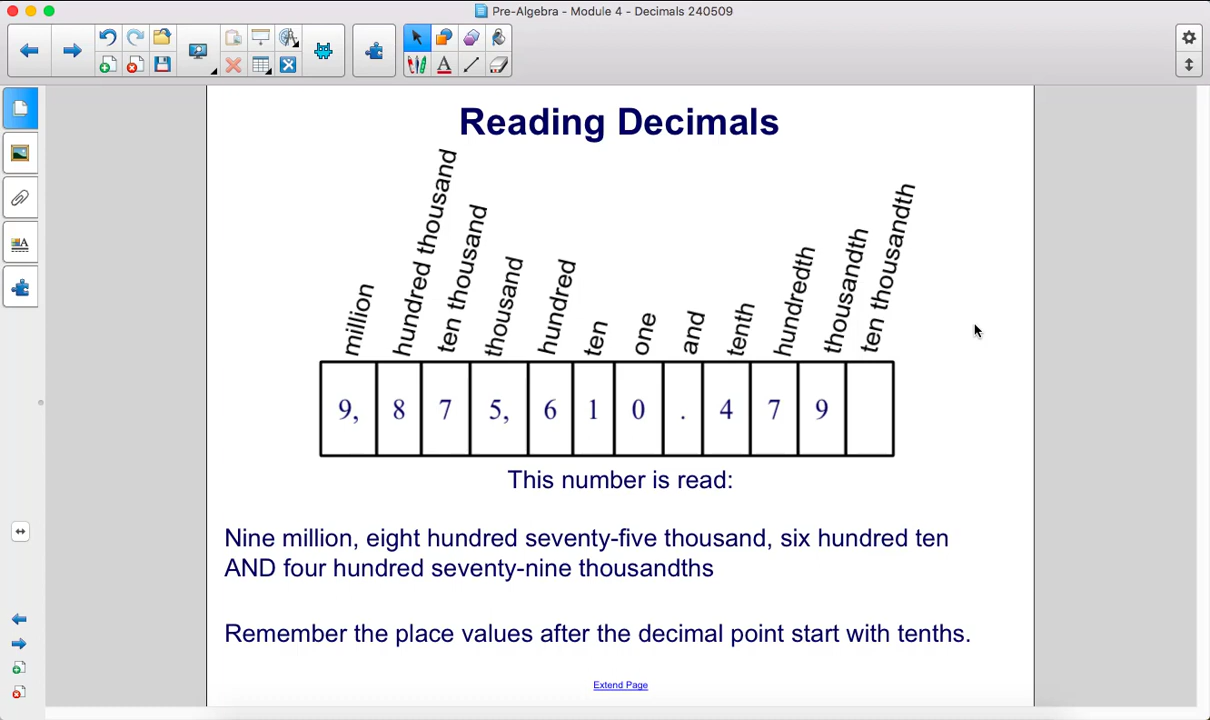 Pre-Algebra - Module 4 - Decimals 240509
Reading Decimals
million
hundred thousand
ten thousand
thousand
hundred
ten
one
and
tenth
hundredth
thousandth
ten thousandth
9, 8 7 5, 6 1 0 . 4 7 9
This number is read:
Nine million, eight hundred seventy-five thousand, six hundred ten
AND four hundred seventy-nine thousandths
Remember the place values after the decimal point start with tenths.
Extend Page